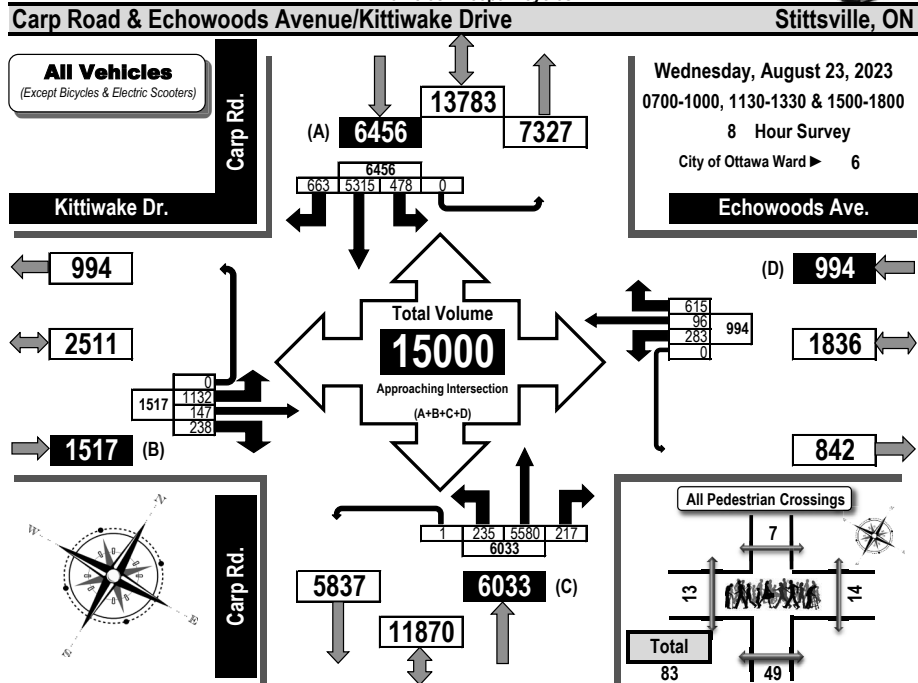 Carp Road & Echowoods Avenue/Kittiwake Drive
Stittsville, ON
All Vehicles
(Except Bicycles & Electric Scooters)
Carp Rd.
Kittiwake Dr.
13783
(A) 6456
7327
6456
663 5315 478 0
Wednesday, August 23, 2023
0700-1000, 1130-1330 & 1500-1800
8 Hour Survey
City of Ottawa Ward ► 6
Echowoods Ave.
994
2511
1517
0
1132
147
238
1517 (B)
Total Volume
15000
Approaching Intersection
(A+B+C+D)
615
96
283
0
994
(D) 994
1836
842
N
W
E
S
Carp Rd.
1 235 5580 217
6033
5837
6033 (C)
11870
All Pedestrian Crossings
7
13
14
Total
83
49